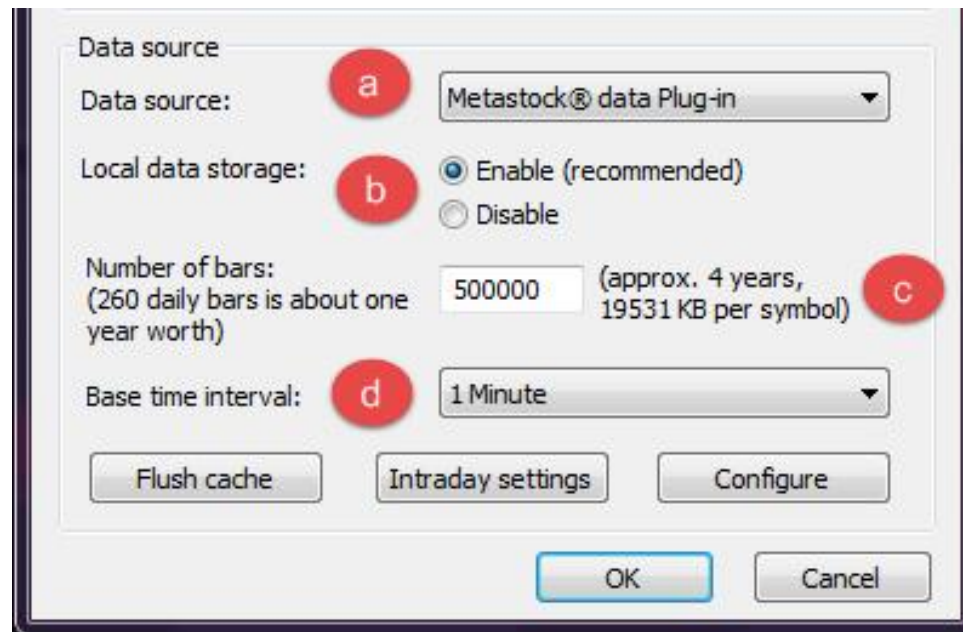 Data source
Data source:
a
Metastock® data Plug-in
Local data storage:
b
Enable (recommended)
Disable
Number of bars:
(260 daily bars is about one
year worth)
500000
(approx. 4 years,
19531 KB per symbol)
c
Base time interval:
d
1 Minute
Flush cache
Intraday settings
Configure
OK
Cancel